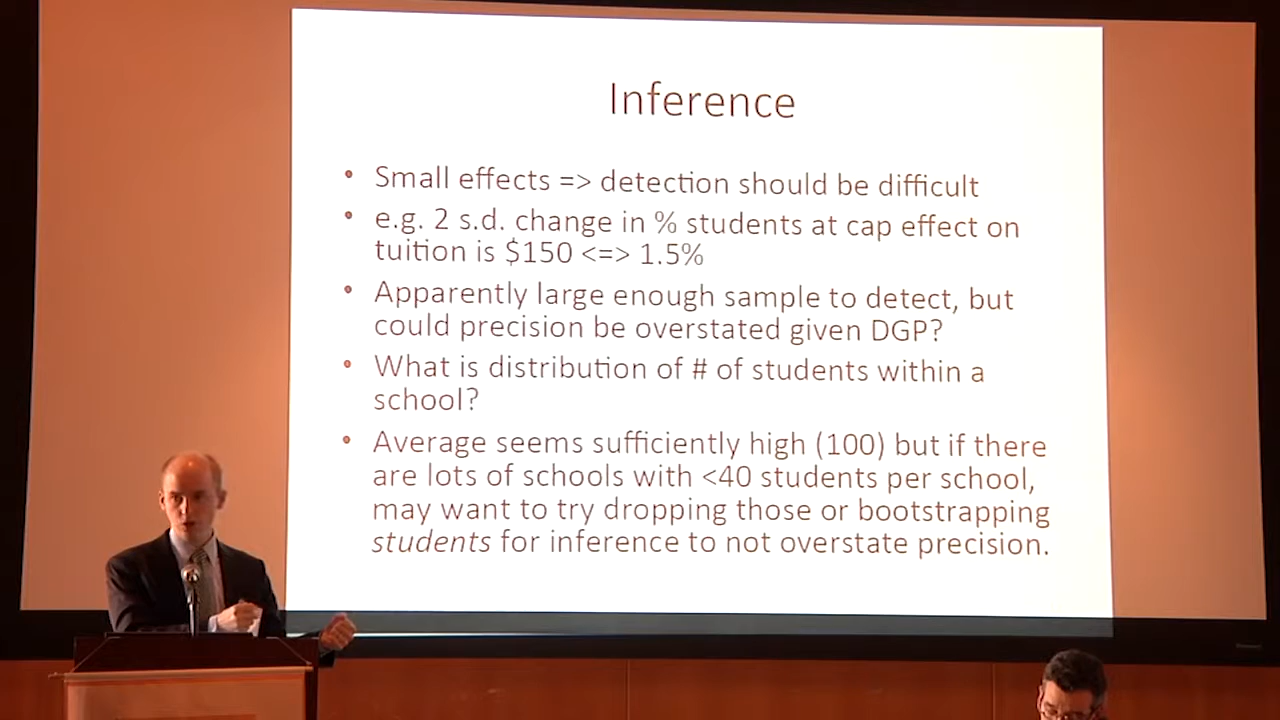 Inference
• Small effects => detection should be difficult
• e.g. 2 s.d. change in % students at cap effect on
tuition is $150 <=> 1.5%
• Apparently large enough sample to detect, but
could precision be overstated given DGP?
• What is distribution of # of students within a
school?
• Average seems sufficiently high (100) but if there
are lots of schools with <40 students per school,
may want to try dropping those or bootstrapping
students for inference to not overstate precision.